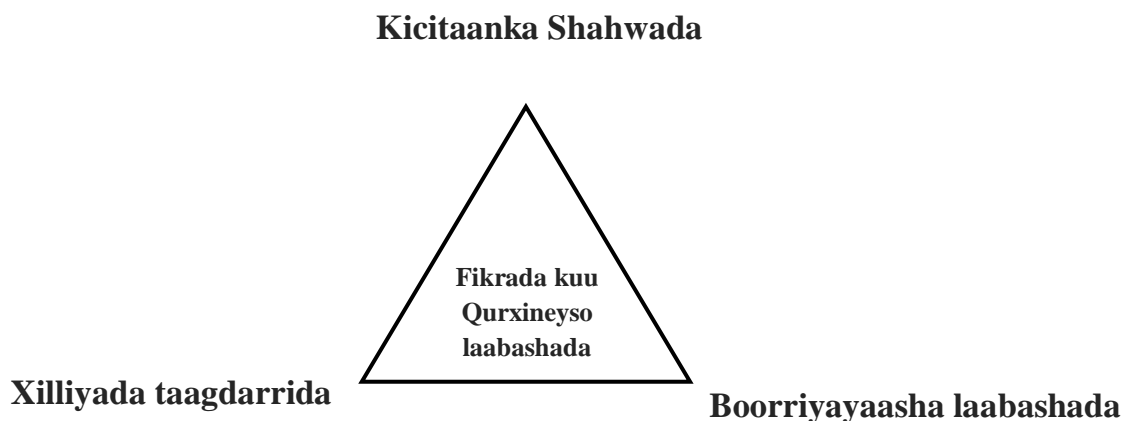 Kicitaanka Shahwada
Fikrada kuu
Qurxineyso
laabashada
Xilliyada taagdarrida
Boorriyayaasha laabashada